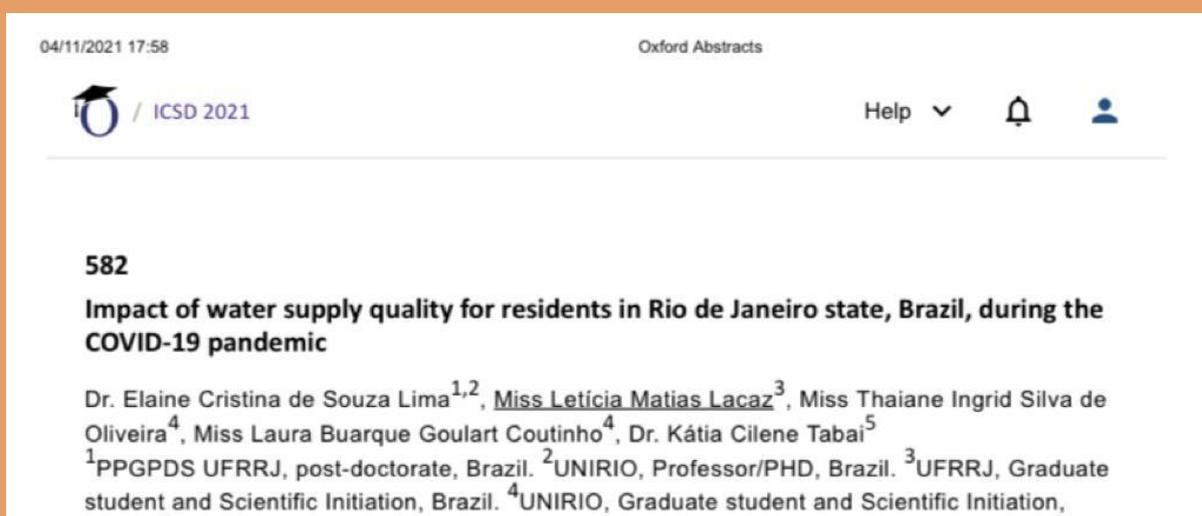 04/11/2021 17:58 Oxford Abstracts
/ ICSD 2021 Help
582
Impact of water supply quality for residents in Rio de Janeiro state, Brazil, during the
COVID-19 pandemic
Dr. Elaine Cristina de Souza Lima1,2, Miss Letícia Matias Lacaz3, Miss Thaiane Ingrid Silva de
Oliveira4, Miss Laura Buarque Goulart Coutinho4, Dr. Kátia Cilene Tabai5
1PPGPDS UFRRJ, post-doctorate, Brazil. 2UNIRIO, Professor/PHD, Brazil. 3UFRRJ, Graduate
student and Scientific Initiation, Brazil. 4UNIRIO, Graduate student and Scientific Initiation,